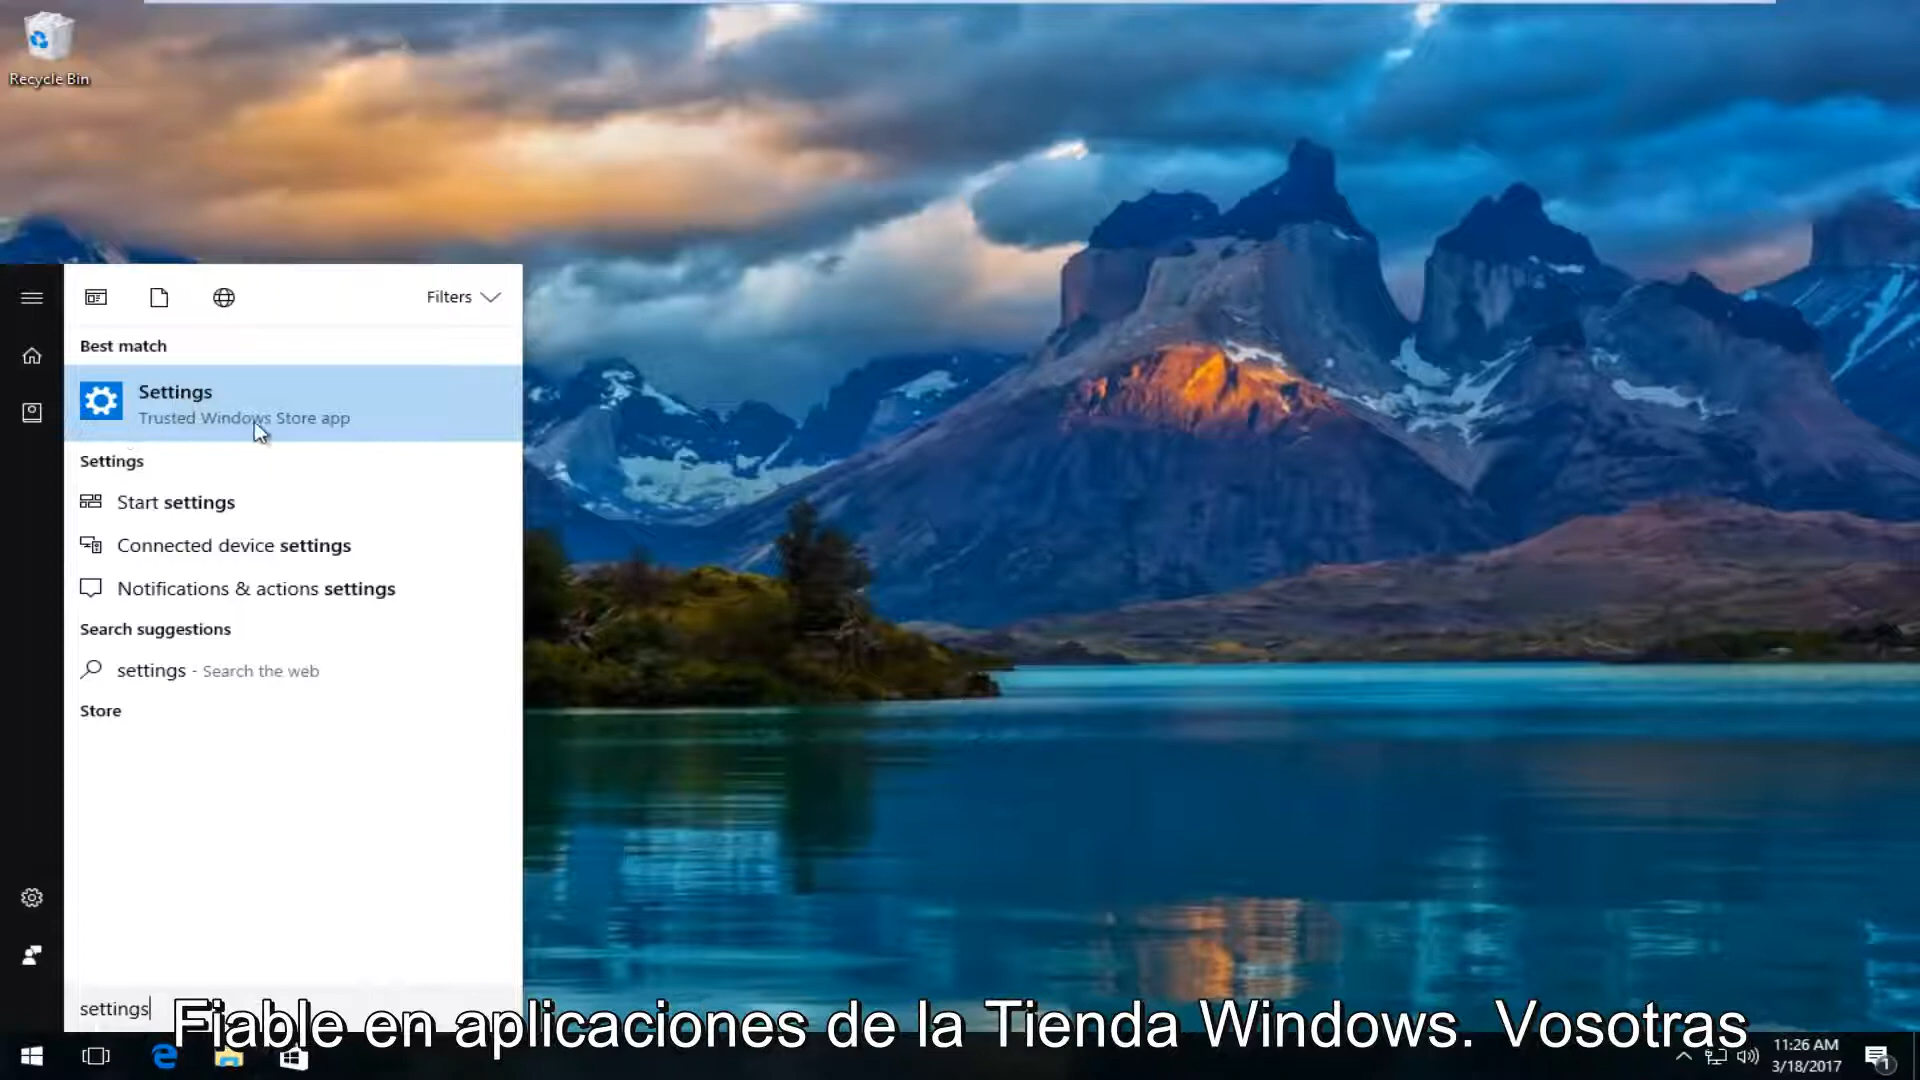 Recycle Bin
Filters
Best match
Settings
Trusted Windows Store app
Settings
Start settings
Connected device settings
Notifications & actions settings
Search suggestions
settings - Search the web
Store
settings
Fiable en aplicaciones de la Tienda Windows. Vosotras
11:26 AM
3/18/2017
1